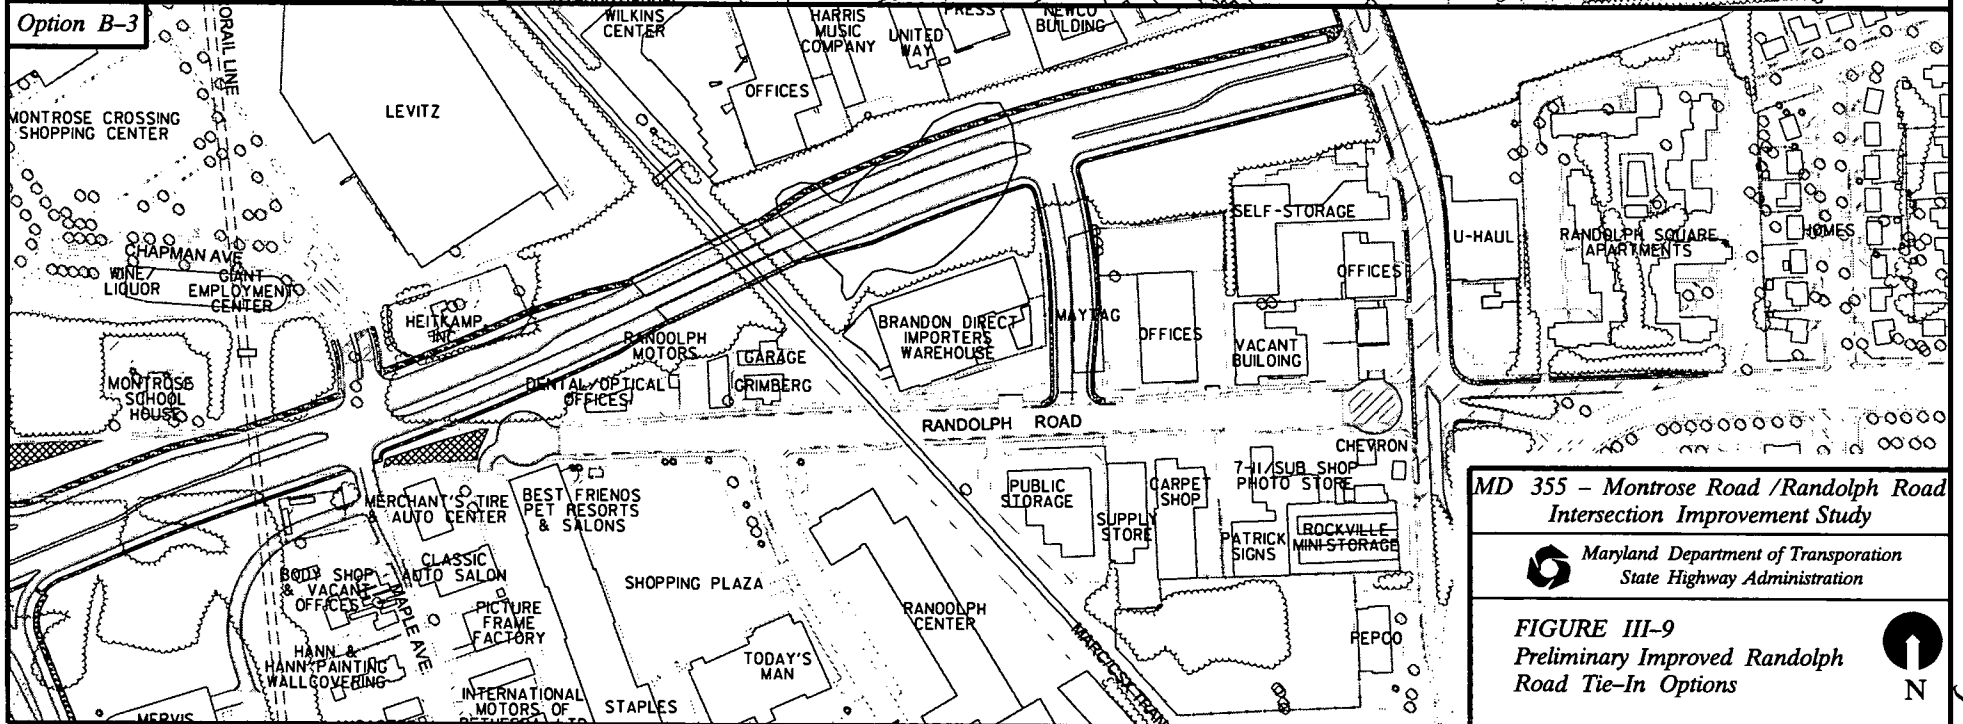 Option B-3
ORAIL LINE
WILKINS
CENTER
HARRIS
MUSIC
COMPANY
UNITED
WAY
PRESS
NEWCO
BUILDING
OFFICES
LEVITZ
MONTROSE CROSSING
SHOPPING CENTER
CHAPMAN AVE
WINE/
LIQUOR
GIANT
EMPLOYMENT
CENTER
HEITKAMP
INC
MONTROSE
SCHOOL
HOUSE
RANDOLPH
MOTORS
GARAGE
GRIMBERG
DENTAL/OPTICAL
OFFICES
BRANDON DIRECT
IMPORTERS
WAREHOUSE
MAYTAG
OFFICES
SELF-STORAGE
OFFICES
VACANT
BUILDING
U-HAUL
RANDOLPH SQUARE
APARTMENTS
HOMES
RANDOLPH ROAD
CHEVRON
7-11/SUB SHOP
PHOTO STORE
PUBLIC
STORAGE
CARPET
SHOP
SUPPLY
STORE
PATRICK
SIGNS
ROCKVILLE
MINI-STORAGE
PEPCO
MERCHANT'S TIRE
& AUTO CENTER
BEST FRIENDS
PET RESORTS
& SALONS
CLASSIC
AUTO SALON
BODY SHOP
& VACANT
OFFICES
MAPLE AVE
PICTURE
FRAME
FACTORY
SHOPPING PLAZA
RANDOLPH
CENTER
TODAY'S
MAN
HANN &
HANN PAINTING
WALLCOVERING
INTERNATIONAL
MOTORS OF
STAPLES
MERVIS
MD 355 - Montrose Road /Randolph Road
Intersection Improvement Study
Maryland Department of Transporation
State Highway Administration
FIGURE III-9
Preliminary Improved Randolph
Road Tie-In Options
N